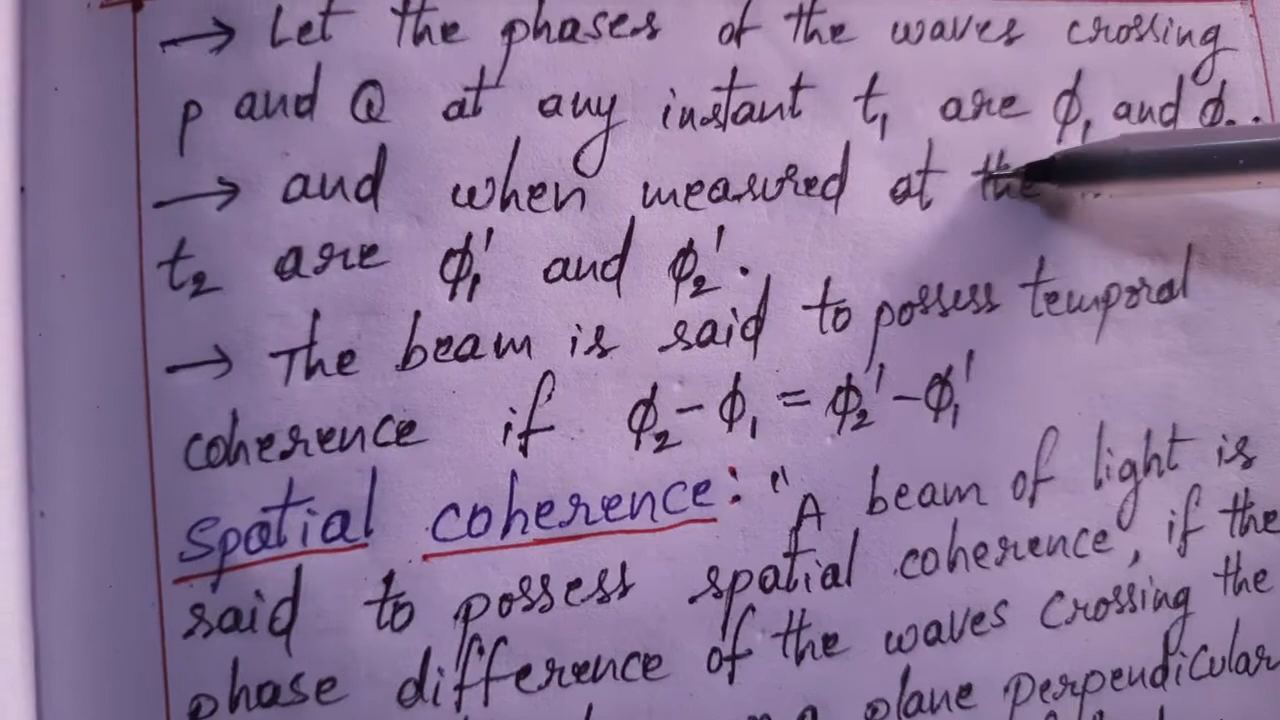 → Let the phases of the waves crossing
p and Q at any instant t₁ are ϕ₁ and ϕ
→ and when measured at the
t₂ are ϕ₁' and ϕ₂'.
→ The beam is said to possess temporal
coherence if ϕ₂-ϕ₁ = ϕ₂'-ϕ₁'
Spatial coherence: "A beam of light is
said to possess spatial coherence, if the
phase difference of the waves crossing the
plane perpendicular